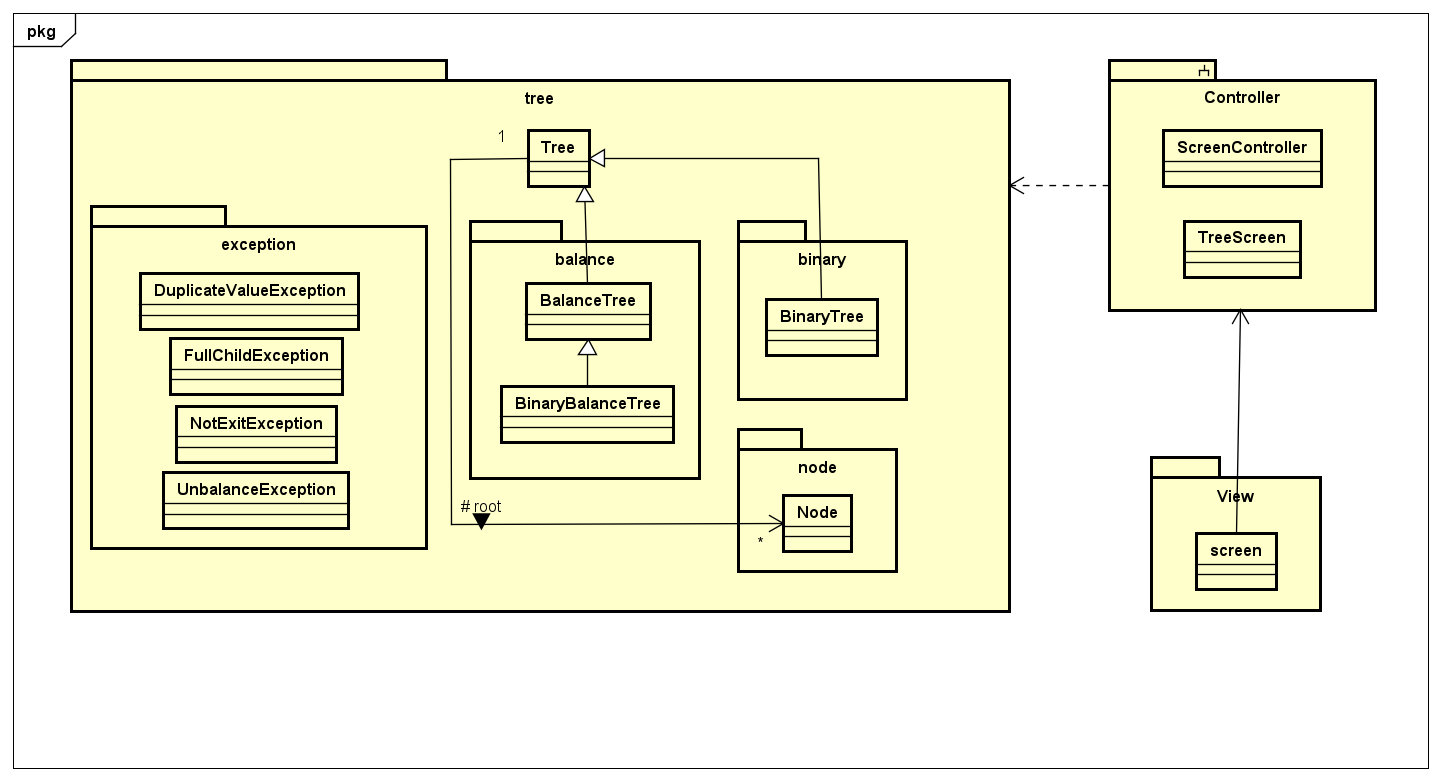 pkg
tree
1
Tree
exception
DuplicateValueException
FullChildException
NotExitException
UnbalanceException
balance
BalanceTree
BinaryBalanceTree
binary
BinaryTree
# root
*
node
Node
Controller
ScreenController
TreeScreen
View
screen